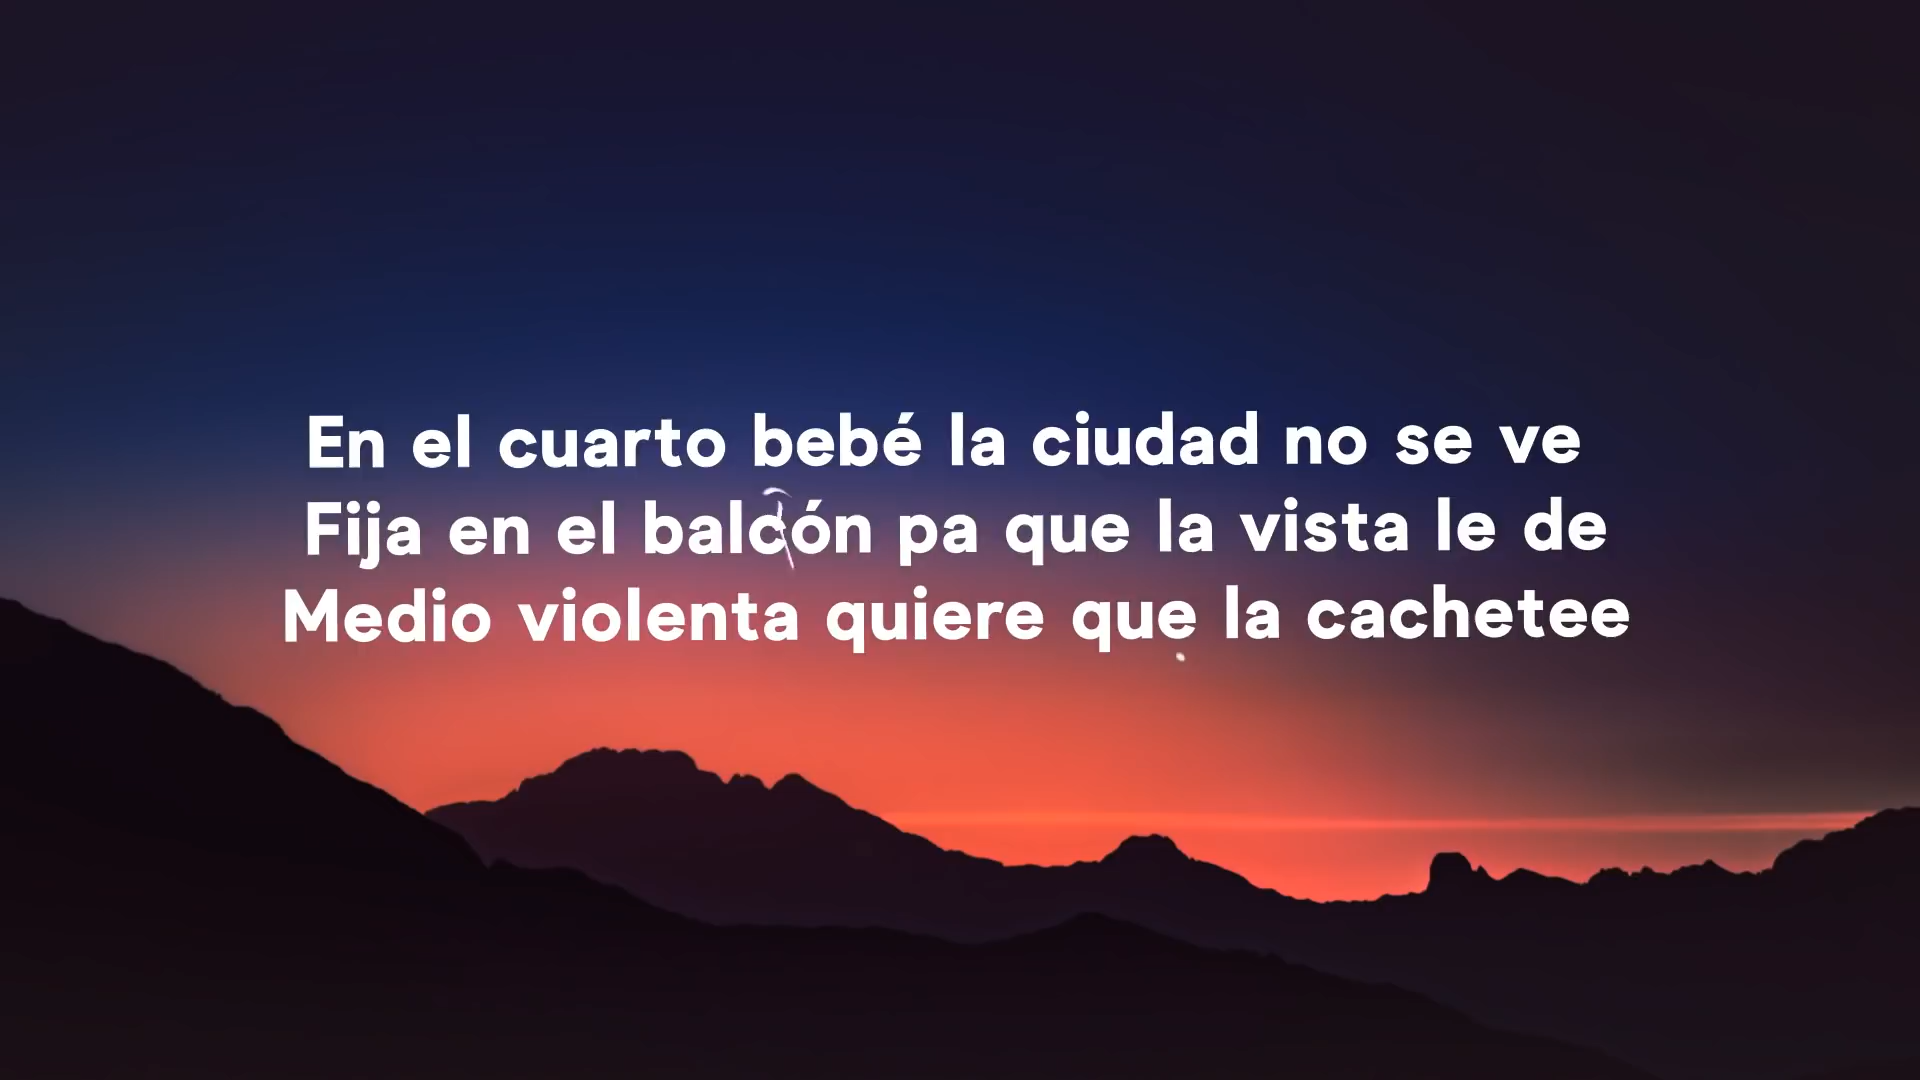 En el cuarto bebé la ciudad no se ve
Fija en el balcón pa que la vista le de
Medio violenta quiere que la cachetee